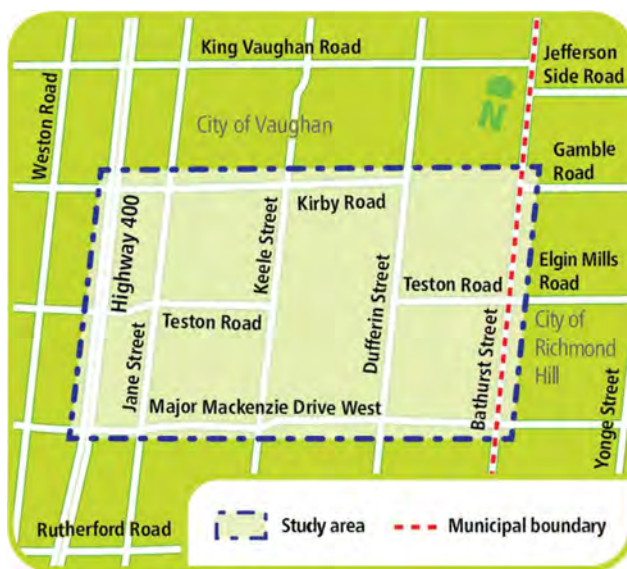 King Vaughan Road
Jefferson
Side Road
Weston Road
City of Vaughan
N
Gamble
Road
Kirby Road
Highway 400
Keele Street
Dufferin Street
Teston Road
Elgin Mills
Road
Teston Road
Jane Street
Bathurst Street
City of
Richmond
Hill
Major Mackenzie Drive West
Yonge Street
Rutherford Road
Study area
Municipal boundary